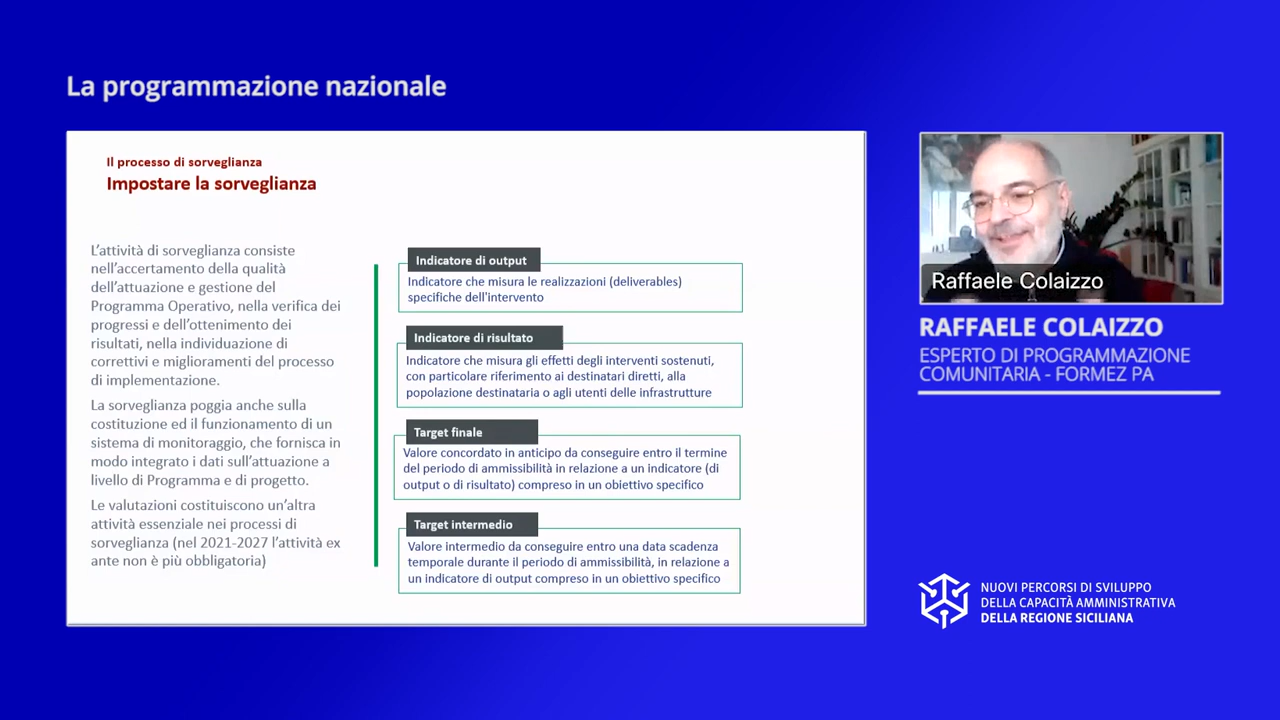 La programmazione nazionale
Il processo di sorveglianza
Impostare la sorveglianza
L’attività di sorveglianza consiste
nell’accertamento della qualità
dell’attuazione e gestione del
Programma Operativo, nella verifica dei
progressi e dell’ottenimento dei
risultati, nella individuazione di
correttivi e miglioramenti del processo
di implementazione.
La sorveglianza poggia anche sulla
costituzione ed il funzionamento di un
sistema di monitoraggio, che fornisca in
modo integrato i dati sull’attuazione a
livello di Programma e di progetto.
Le valutazioni costituiscono un’altra
attività essenziale nei processi di
sorveglianza (nel 2021-2027 l’attività ex
ante non è più obbligatoria)
Indicatore di output
Indicatore che misura le realizzazioni (deliverables)
specifiche dell'intervento
Indicatore di risultato
Indicatore che misura gli effetti degli interventi sostenuti,
con particolare riferimento ai destinatari diretti, alla
popolazione destinataria o agli utenti delle infrastrutture
Target finale
Valore concordato in anticipo da conseguire entro il termine
del periodo di ammissibilità in relazione a un indicatore (di
output o di risultato) compreso in un obiettivo specifico
Target intermedio
Valore intermedio da conseguire entro una data scadenza
temporale durante il periodo di ammissibilità, in relazione a
un indicatore di output compreso in un obiettivo specifico
Raffaele Colaizzo
RAFFAELE COLAIZZO
ESPERTO DI PROGRAMMAZIONE
COMUNITARIA - FORMEZ PA
NUOVI PERCORSI DI SVILUPPO
DELLA CAPACITÀ AMMINISTRATIVA
DELLA REGIONE SICILIANA